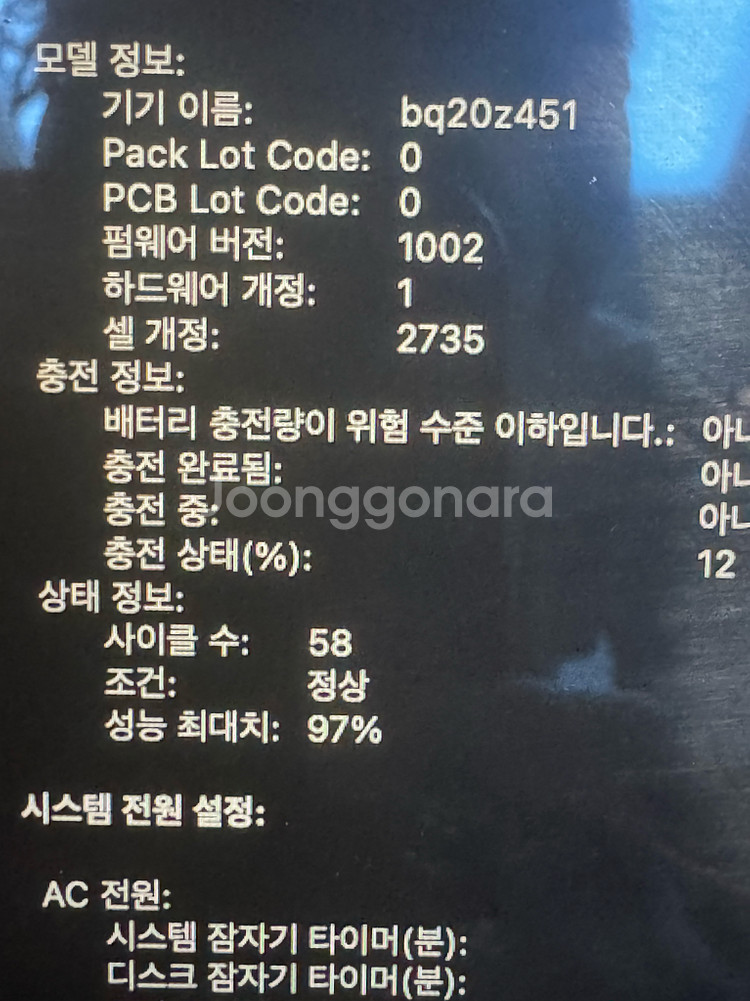 모델 정보:
기기 이름: bq20z451
Pack Lot Code: 0
PCB Lot Code: 0
펌웨어 버전: 1002
하드웨어 개정: 1
셀 개정: 2735
충전 정보:
배터리 충전량이 위험 수준 이하입니다.: 아니
충전 완료됨: 아니
충전 중: 아니
Joonggonara
충전 상태(%): 12
상태 정보:
사이클 수: 58
조건: 정상
성능 최대치: 97%
시스템 전원 설정:
AC 전원:
시스템 잠자기 타이머(분):
디스크 잠자기 타이머(분):